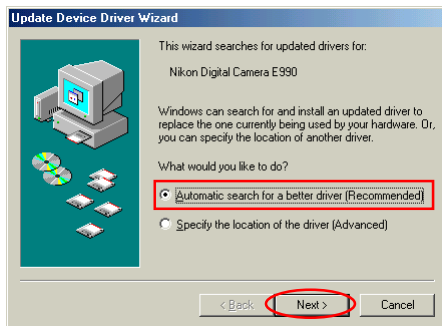 Update Device Driver Wizard
This wizard searches for updated drivers for:
Nikon Digital Camera E990
Windows can search for and install an updated driver to
replace the one currently being used by your hardware. Or,
you can specify the location of another driver.
What would you like to do?
Automatic search for a better driver (Recommended)
Specify the location of the driver (Advanced)
< Back
Next >
Cancel